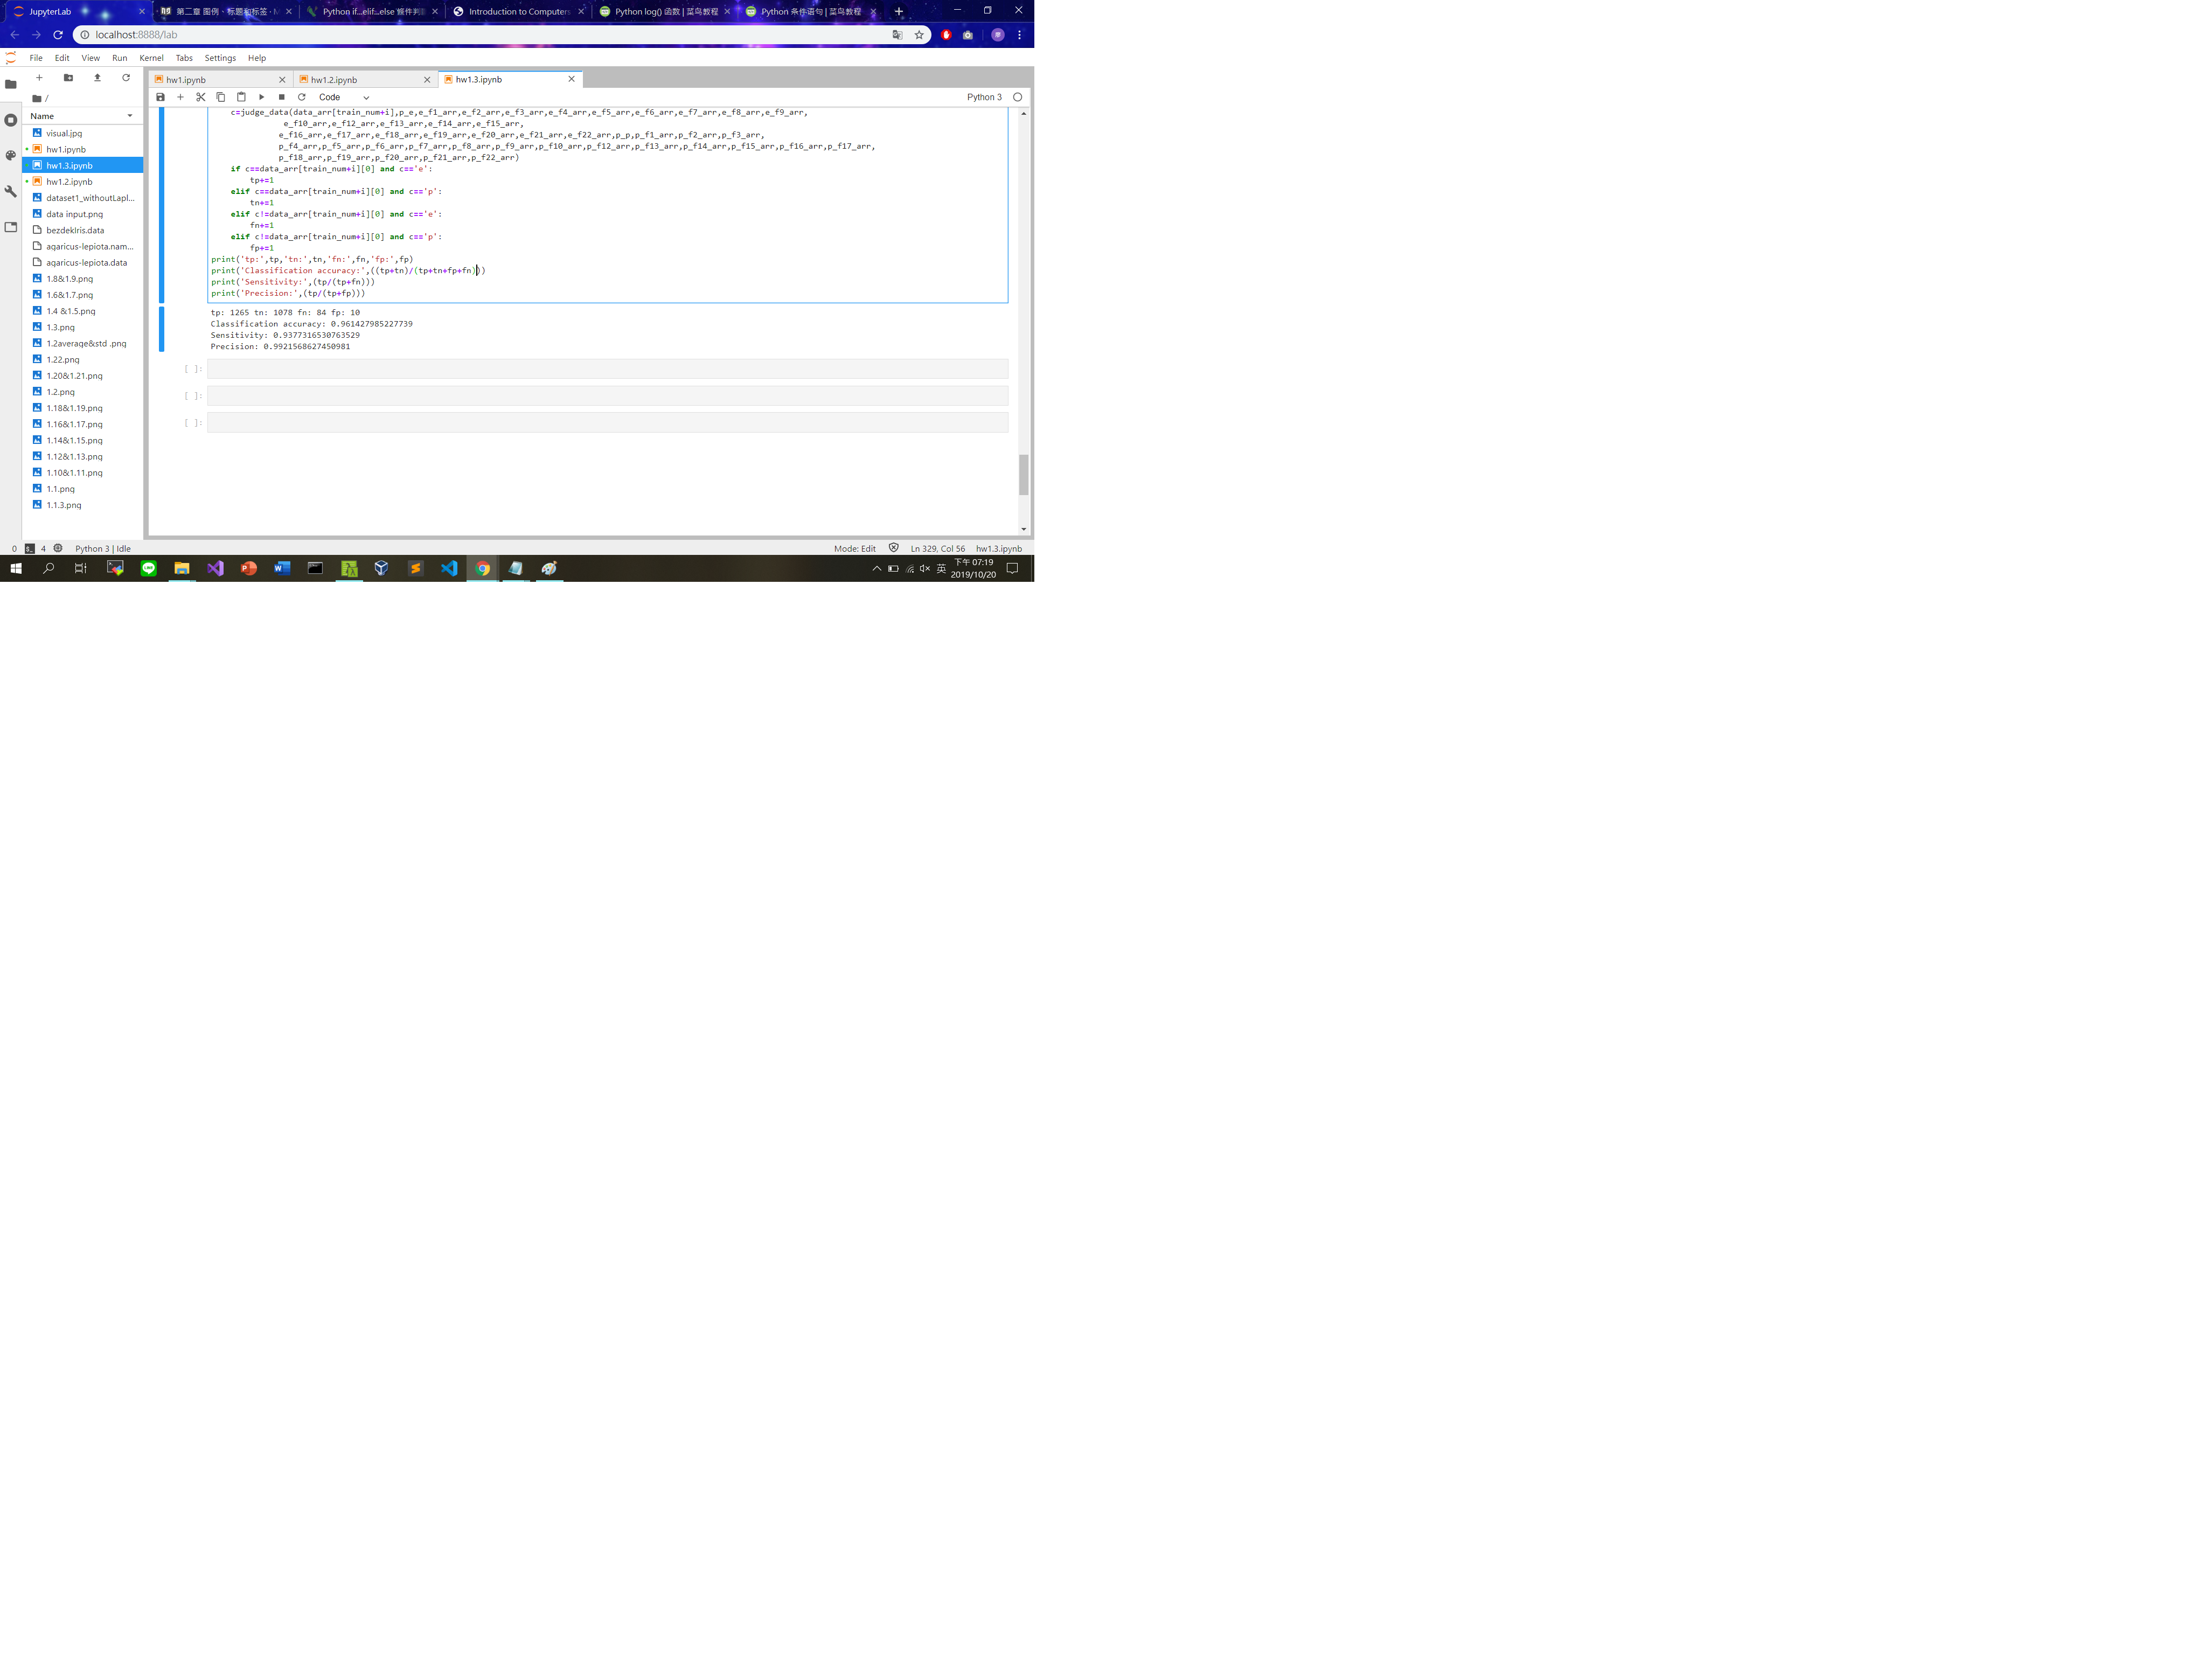 JupyterLab
第二章 圖例、标题和标签 · M
Python if...elif...else 條件判
Introduction to Computers
Python log() 函数 | 菜鸟教程
Python 条件语句 | 菜鸟教程
localhost:8888/lab
File Edit View Run Kernel Tabs Settings Help
hw1.ipynb
hw1.2.ipynb
hw1.3.ipynb
Code
Python 3
/
Name
visual.jpg
hw1.ipynb
hw1.3.ipynb
hw1.2.ipynb
dataset1_withoutLapl...
data input.png
bezdekIris.data
agaricus-lepiota.nam...
agaricus-lepiota.data
1.8&1.9.png
1.6&1.7.png
1.4 &1.5.png
1.3.png
1.2average&std .png
1.22.png
1.20&1.21.png
1.2.png
1.18&1.19.png
1.16&1.17.png
1.14&1.15.png
1.12&1.13.png
1.10&1.11.png
1.1.png
1.1.3.png
c=judge_data(data_arr[train_num+i],p_e,e_f1_arr,e_f2_arr,e_f3_arr,e_f4_arr,e_f5_arr,e_f6_arr,e_f7_arr,e_f8_arr,e_f9_arr,
e_f10_arr,e_f12_arr,e_f13_arr,e_f14_arr,e_f15_arr,
e_f16_arr,e_f17_arr,e_f18_arr,e_f19_arr,e_f20_arr,e_f21_arr,e_f22_arr,p_p,p_f1_arr,p_f2_arr,p_f3_arr,
p_f4_arr,p_f5_arr,p_f6_arr,p_f7_arr,p_f8_arr,p_f9_arr,p_f10_arr,p_f12_arr,p_f13_arr,p_f14_arr,p_f15_arr,p_f16_arr,p_f17_arr,
p_f18_arr,p_f19_arr,p_f20_arr,p_f21_arr,p_f22_arr)
if c==data_arr[train_num+i][0] and c=='e':
tp+=1
elif c==data_arr[train_num+i][0] and c=='p':
tn+=1
elif c!=data_arr[train_num+i][0] and c=='e':
fn+=1
elif c!=data_arr[train_num+i][0] and c=='p':
fp+=1
print('tp:',tp,'tn:',tn,'fn:',fn,'fp:',fp)
print('Classification accuracy:',((tp+tn)/(tp+tn+fp+fn)))
print('Sensitivity:',(tp/(tp+fn)))
print('Precision:',(tp/(tp+fp)))
tp: 1265 tn: 1078 fn: 84 fp: 10
Classification accuracy: 0.961427985227739
Sensitivity: 0.9377316530763529
Precision: 0.9921568627450981
[ ]:
[ ]:
[ ]:
0 4 Python 3 | Idle
Mode: Edit Ln 329, Col 56 hw1.3.ipynb
英
下午 07:19
2019/10/20